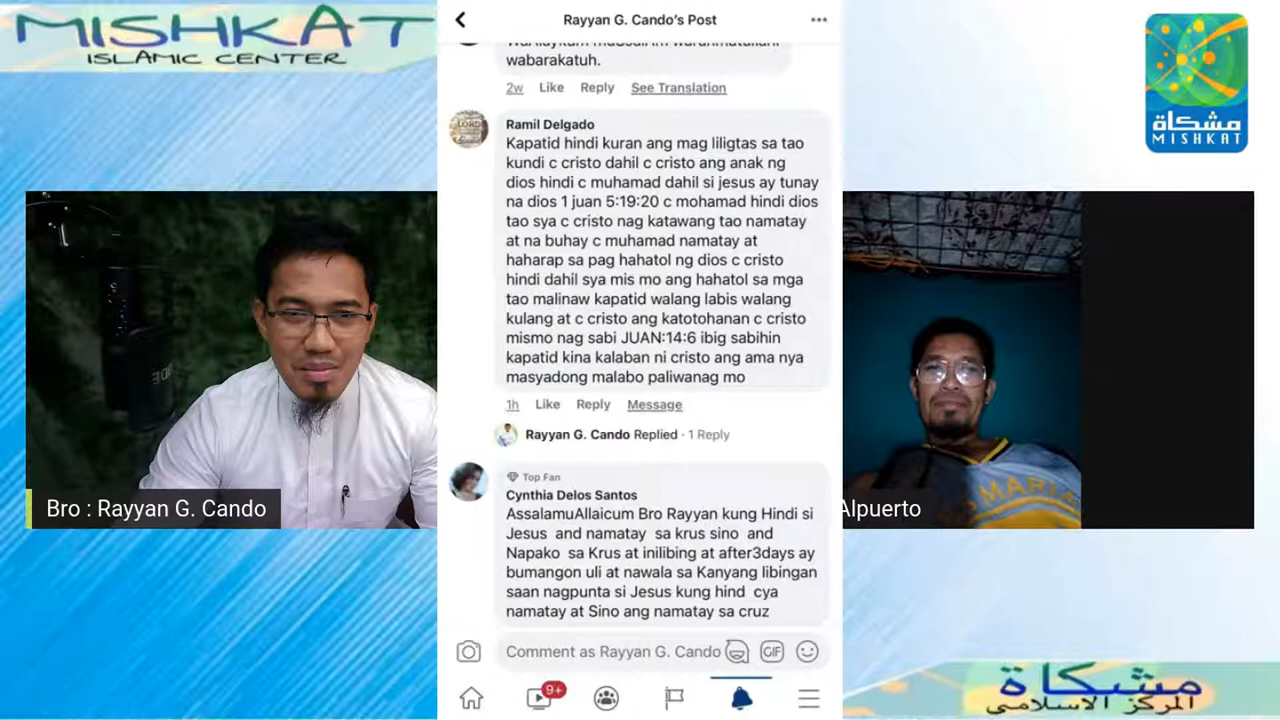 MISHKAT
ISLAMIC CENTER
Rayyan G. Cando's Post
wabarakatuh.
2w Like Reply See Translation
Ramil Delgado
Kapatid hindi kuran ang mag liligtas sa tao
kundi c cristo dahil c cristo ang anak ng
dios hindi c muhamad dahil si jesus ay tunay
na dios 1 juan 5:19:20 c mohamad hindi dios
tao sya c cristo nag katawang tao namatay
at na buhay c muhamad namatay at
haharap sa pag hahatol ng dios c cristo
hindi dahil sya mis mo ang hahatol sa mga
tao malinaw kapatid walang labis walang
kulang at c cristo ang katotohanan c cristo
mismo nag sabi JUAN:14:6 ibig sabihin
kapatid kina kalaban ni cristo ang ama nya
masyadong malabo paliwanag mo
1h Like Reply Message
Rayyan G. Cando Replied · 1 Reply
Top Fan
Cynthia Delos Santos
AssalamuAllaicum Bro Rayyan kung Hindi si
Jesus and namatay sa krus sino and
Napako sa Krus at inilibing at after3days ay
bumangon uli at nawala sa Kanyang libingan
saan nagpunta si Jesus kung hind cya
namatay at Sino ang namatay sa cruz
Comment as Rayyan G. Cando GIF
9+
مشكاة
MISHKAT
Bro : Rayyan G. Cando
Alpuerto
MARIA
مشكاة
المركز الاسلامي